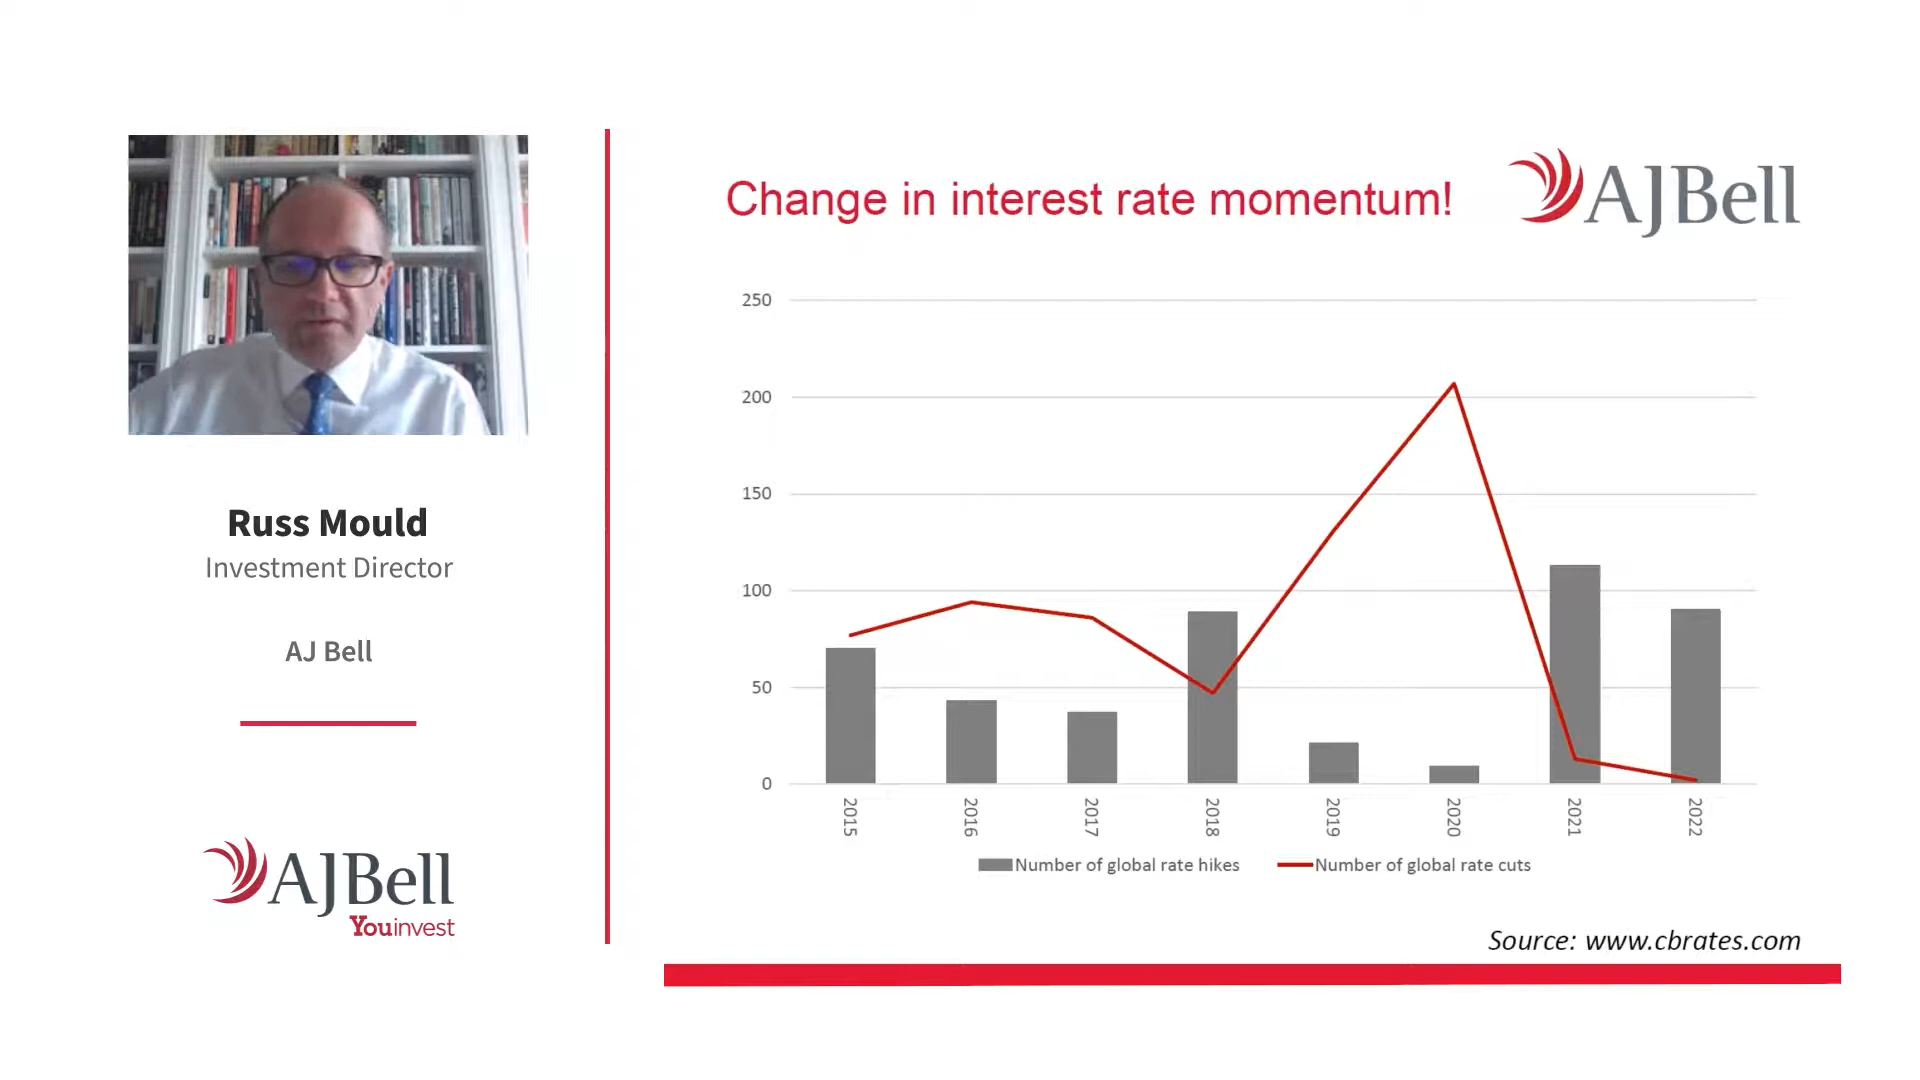 Russ Mould
Investment Director
AJ Bell
AJBell
Youinvest
Change in interest rate momentum!
AJBell
250
200
150
100
50
0
2015 2016 2017 2018 2019 2020 2021 2022
Number of global rate hikes Number of global rate cuts
Source: www.cbrates.com